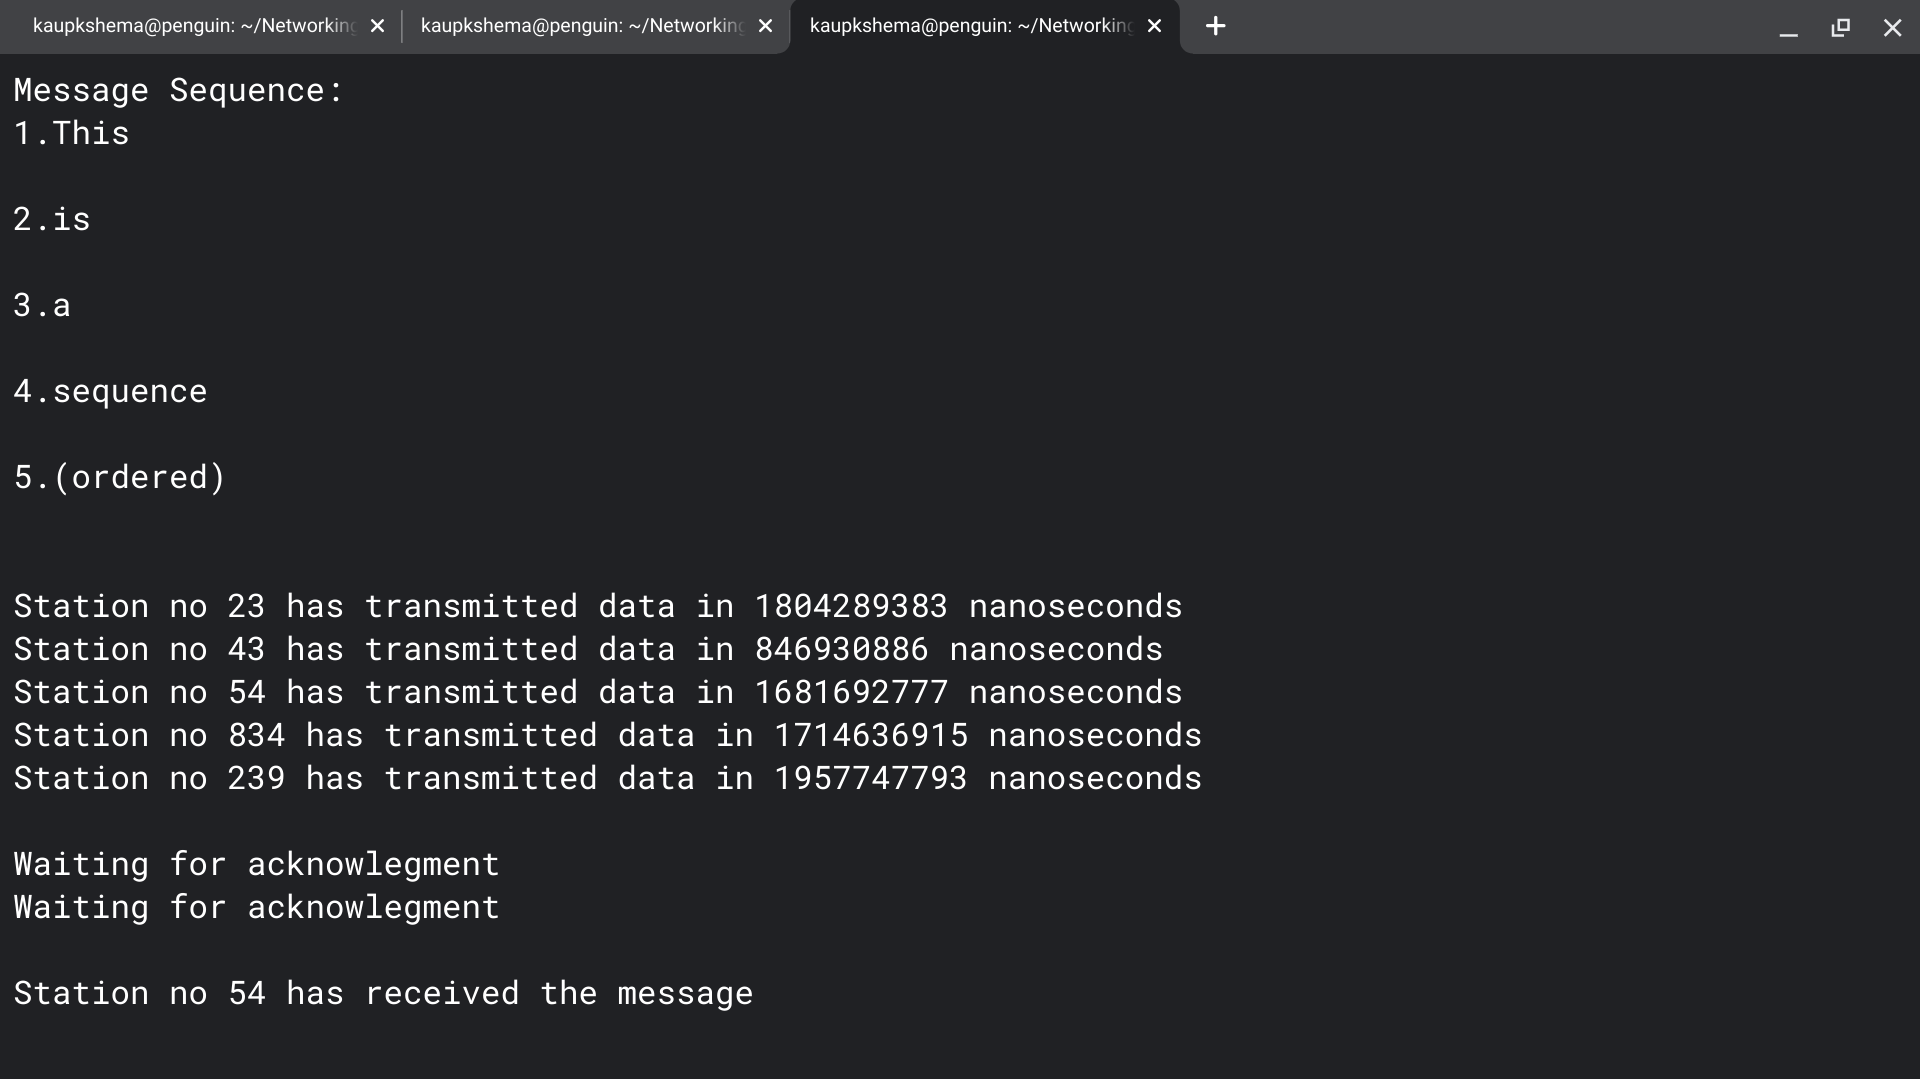 kaupkshema@penguin: ~/Networking
kaupkshema@penguin: ~/Networking
kaupkshema@penguin: ~/Networking
Message Sequence:
1.This
2.is
3.a
4.sequence
5.(ordered)
Station no 23 has transmitted data in 1804289383 nanoseconds
Station no 43 has transmitted data in 846930886 nanoseconds
Station no 54 has transmitted data in 1681692777 nanoseconds
Station no 834 has transmitted data in 1714636915 nanoseconds
Station no 239 has transmitted data in 1957747793 nanoseconds
Waiting for acknowlegment
Waiting for acknowlegment
Station no 54 has received the message